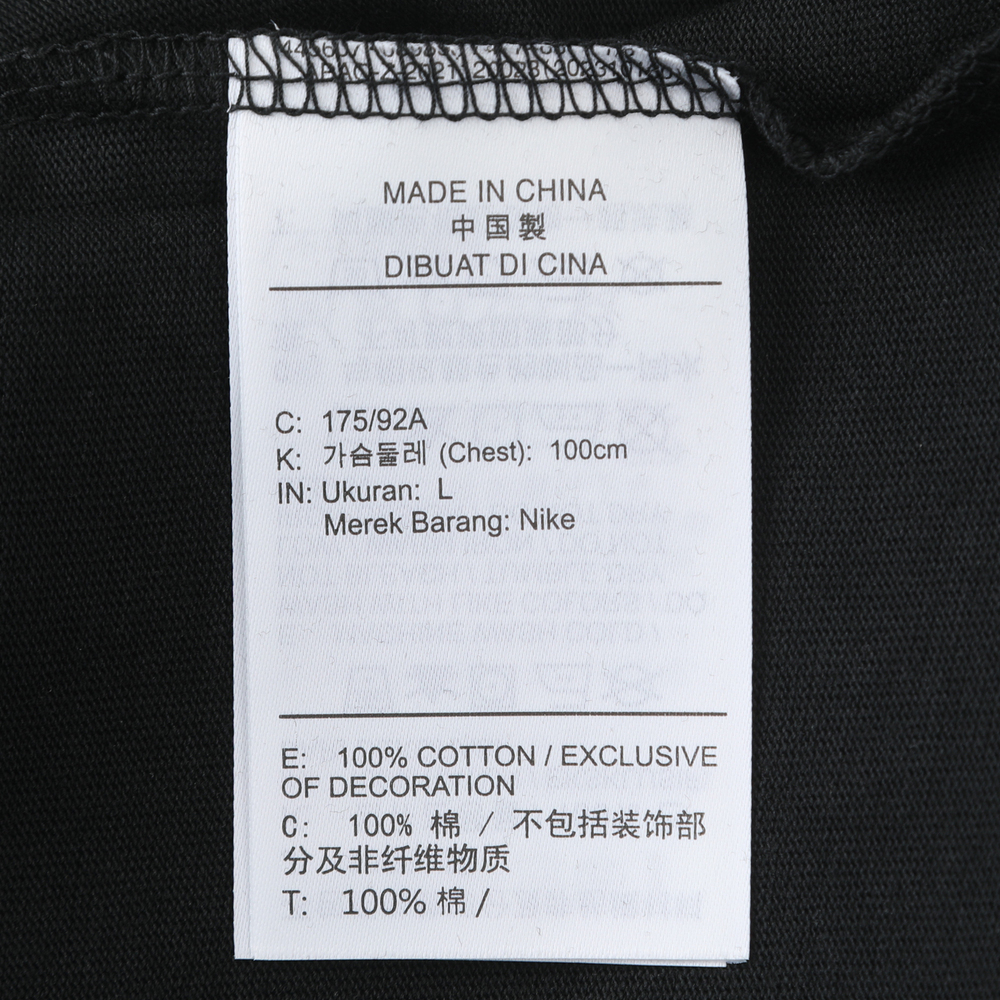 MADE IN CHINA
中国製
DIBUAT DI CINA
C: 175/92A
K: 가슴둘레 (Chest): 100cm
IN: Ukuran: L
Merek Barang: Nike
E: 100% COTTON / EXCLUSIVE
OF DECORATION
C: 100% 棉 / 不包括装饰部
分及非纤维物质
T: 100% 棉 /